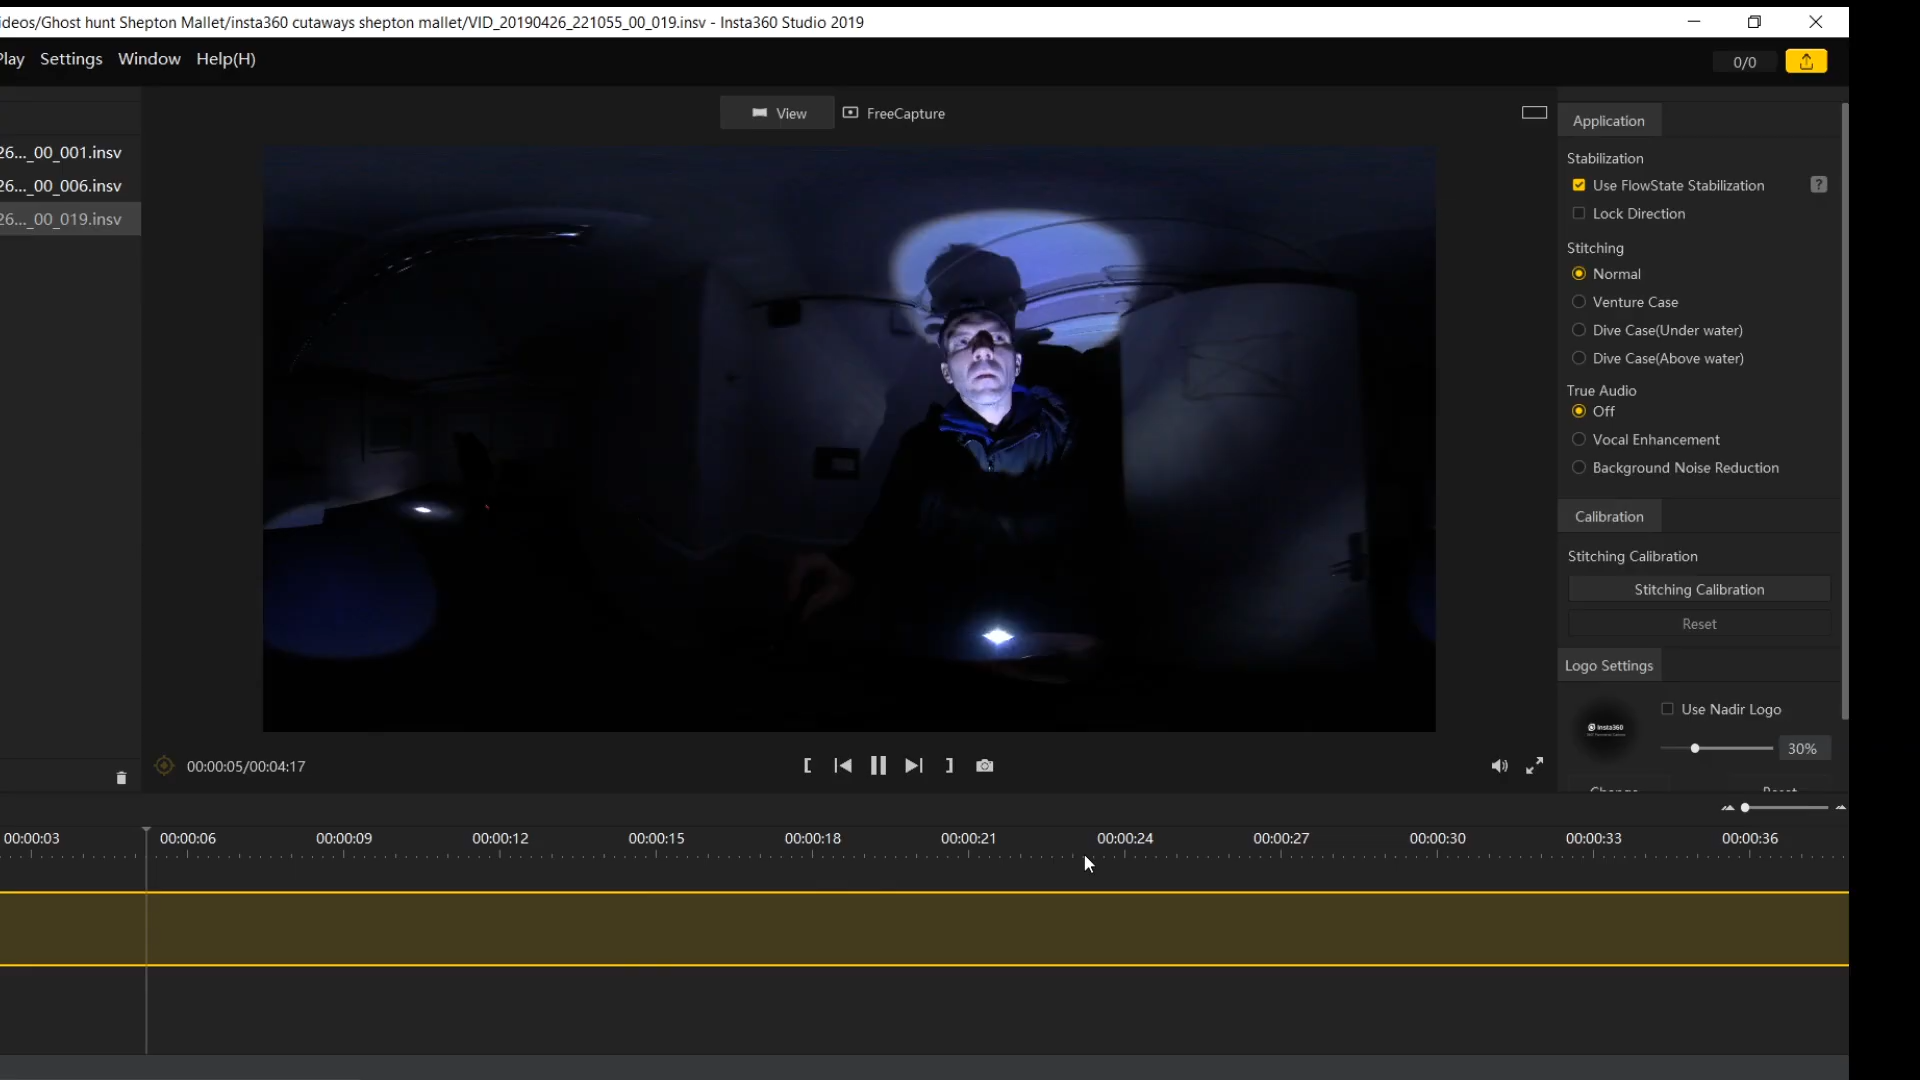 ideos/Ghost hunt Shepton Mallet/insta360 cutaways shepton mallet/VID_20190426_221055_00_019.insv - Insta360 Studio 2019
Play Settings Window Help(H)
0/0
View FreeCapture
26..._00_001.insv
26..._00_006.insv
26..._00_019.insv
Application
Stabilization
Use FlowState Stabilization ?
Lock Direction
Stitching
Normal
Venture Case
Dive Case(Under water)
Dive Case(Above water)
True Audio
Off
Vocal Enhancement
Background Noise Reduction
Calibration
Stitching Calibration
Stitching Calibration
Reset
Logo Settings
Insta360
Use Nadir Logo
30%
Change Reset
00:00:05/00:04:17
00:00:03 00:00:06 00:00:09 00:00:12 00:00:15 00:00:18 00:00:21 00:00:24 00:00:27 00:00:30 00:00:33 00:00:36